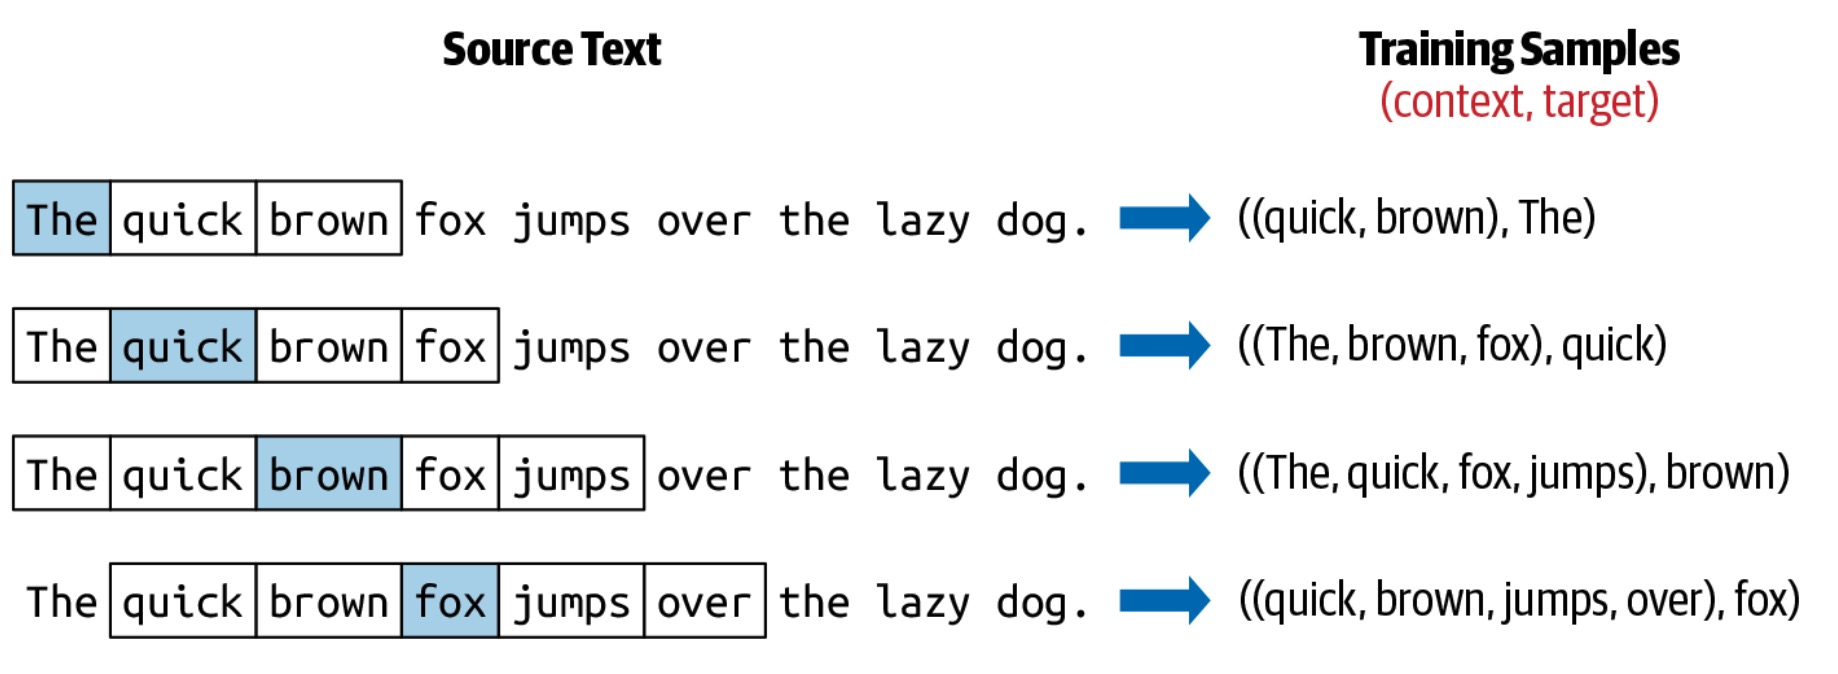 Source Text
Training Samples
(context, target)
The quick brown fox jumps over the lazy dog. ((quick, brown), The)
The quick brown fox jumps over the lazy dog. ((The, brown, fox), quick)
The quick brown fox jumps over the lazy dog. ((The, quick, fox, jumps), brown)
The quick brown fox jumps over the lazy dog. ((quick, brown, jumps, over), fox)